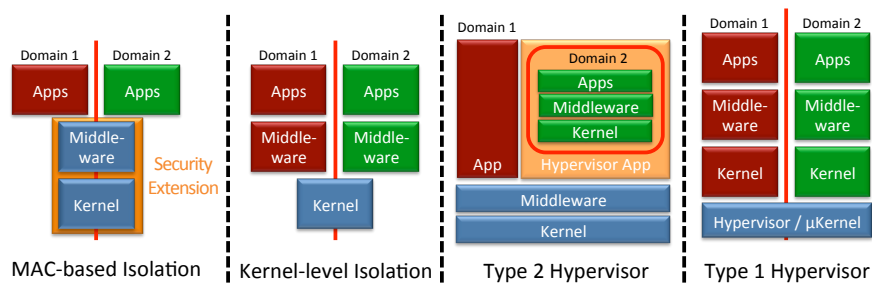 Domain 1
Domain 2
Apps
Apps
Middle-
ware
Security
Extension
Kernel
MAC-based Isolation
Domain 1
Domain 2
Apps
Apps
Middle-
ware
Middle-
ware
Kernel
Kernel-level Isolation
Domain 1
Domain 2
Apps
Middleware
Kernel
App
Hypervisor App
Middleware
Kernel
Type 2 Hypervisor
Domain 1
Domain 2
Apps
Apps
Middle-
ware
Middle-
ware
Kernel
Kernel
Hypervisor / µKernel
Type 1 Hypervisor